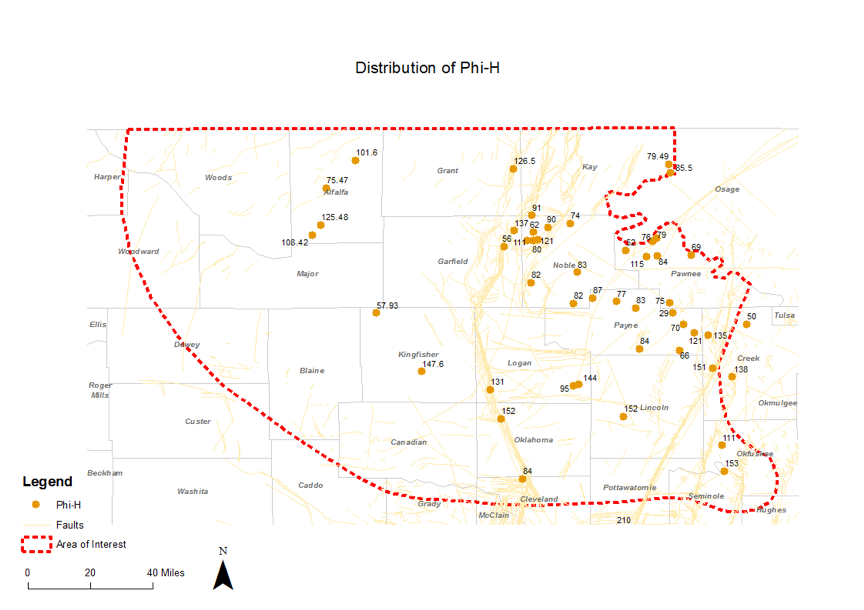 Distribution of Phi-H
101.6
126.5
79.49
85.5
Harper
Woods
75.47
Alfalfa
Grant
Kay
Osage
125.48
108.42
91
137
62
90
74
56
111
121
80
52
76
79
69
115
84
Woodward
Major
Garfield
Noble
83
Pawnee
82
57.93
82
87
77
83
75
29
50
Tulsa
Ellis
Dewey
Kingfisher
Payne
70
121
135
84
66
Creek
147.6
Blaine
Logan
151
138
Roger
Mills
131
95
144
Okmulgee
Custer
152
152
Lincoln
Canadian
Oklahoma
111
Okfuskee
153
Beckham
Washita
Caddo
84
Pottawatomie
Seminole
Grady
Cleveland
McClain
Hughes
210
Legend
Phi-H
Faults
Area of Interest
N
0 20 40 Miles